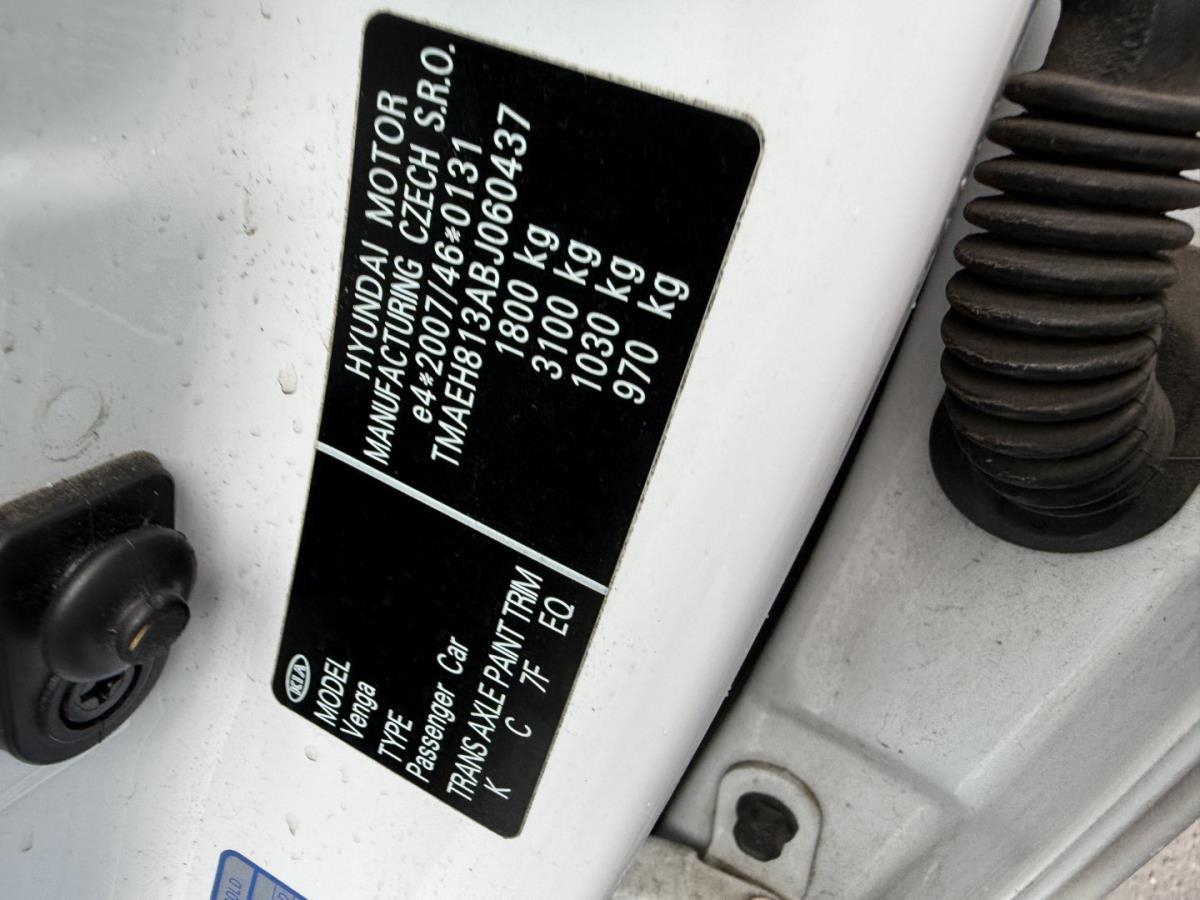 HYUNDAI MOTOR
MANUFACTURING CZECH S.R.O.
e4*2007/46*0131
TMAEH813ABJ060437
1800 kg
3100 kg
1030 kg
970 kg
KIA
MODEL
Venga
TYPE
Passenger Car
TRANS AXLE PAINT TRIM
K C 7F EQ